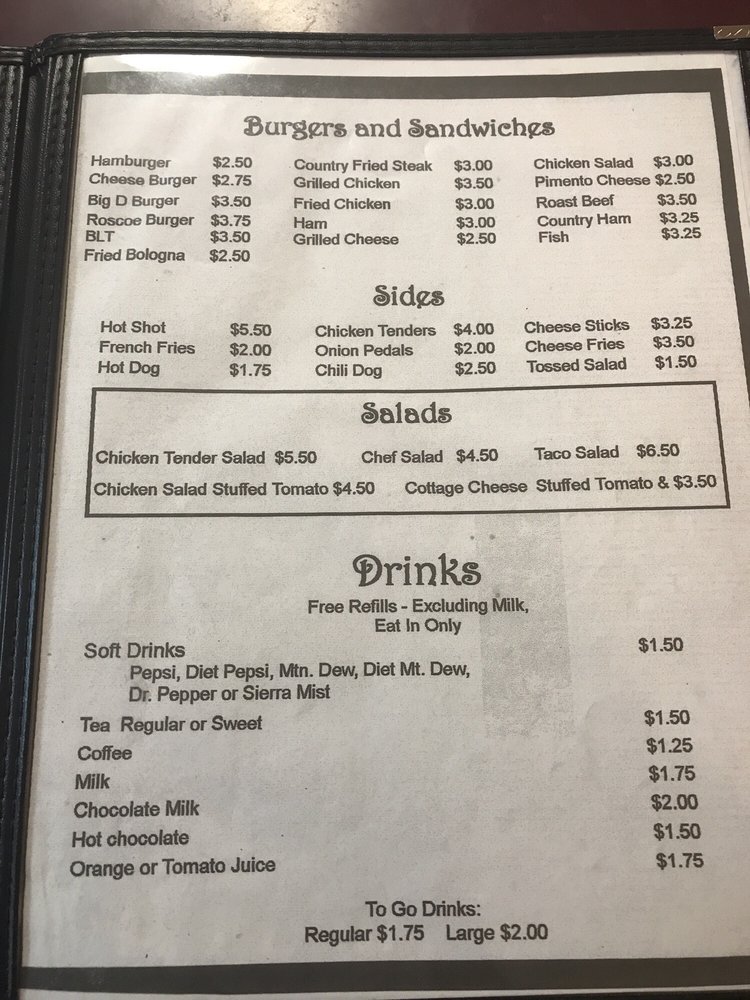 Burgers and Sandwiches
Hamburger $2.50 Country Fried Steak $3.00 Chicken Salad $3.00
Cheese Burger $2.75 Grilled Chicken $3.50 Pimento Cheese $2.50
Big D Burger $3.50 Fried Chicken $3.00 Roast Beef $3.50
Roscoe Burger $3.75 Ham $3.00 Country Ham $3.25
BLT $3.50 Grilled Cheese $2.50 Fish $3.25
Fried Bologna $2.50
Sides
Hot Shot $5.50 Chicken Tenders $4.00 Cheese Sticks $3.25
French Fries $2.00 Onion Pedals $2.00 Cheese Fries $3.50
Hot Dog $1.75 Chili Dog $2.50 Tossed Salad $1.50
Salads
Chicken Tender Salad $5.50 Chef Salad $4.50 Taco Salad $6.50
Chicken Salad Stuffed Tomato $4.50 Cottage Cheese Stuffed Tomato & $3.50
Drinks
Free Refills - Excluding Milk,
Eat In Only
Soft Drinks $1.50
Pepsi, Diet Pepsi, Mtn. Dew, Diet Mt. Dew,
Dr. Pepper or Sierra Mist
Tea Regular or Sweet $1.50
Coffee $1.25
Milk $1.75
Chocolate Milk $2.00
Hot chocolate $1.50
Orange or Tomato Juice $1.75
To Go Drinks:
Regular $1.75 Large $2.00